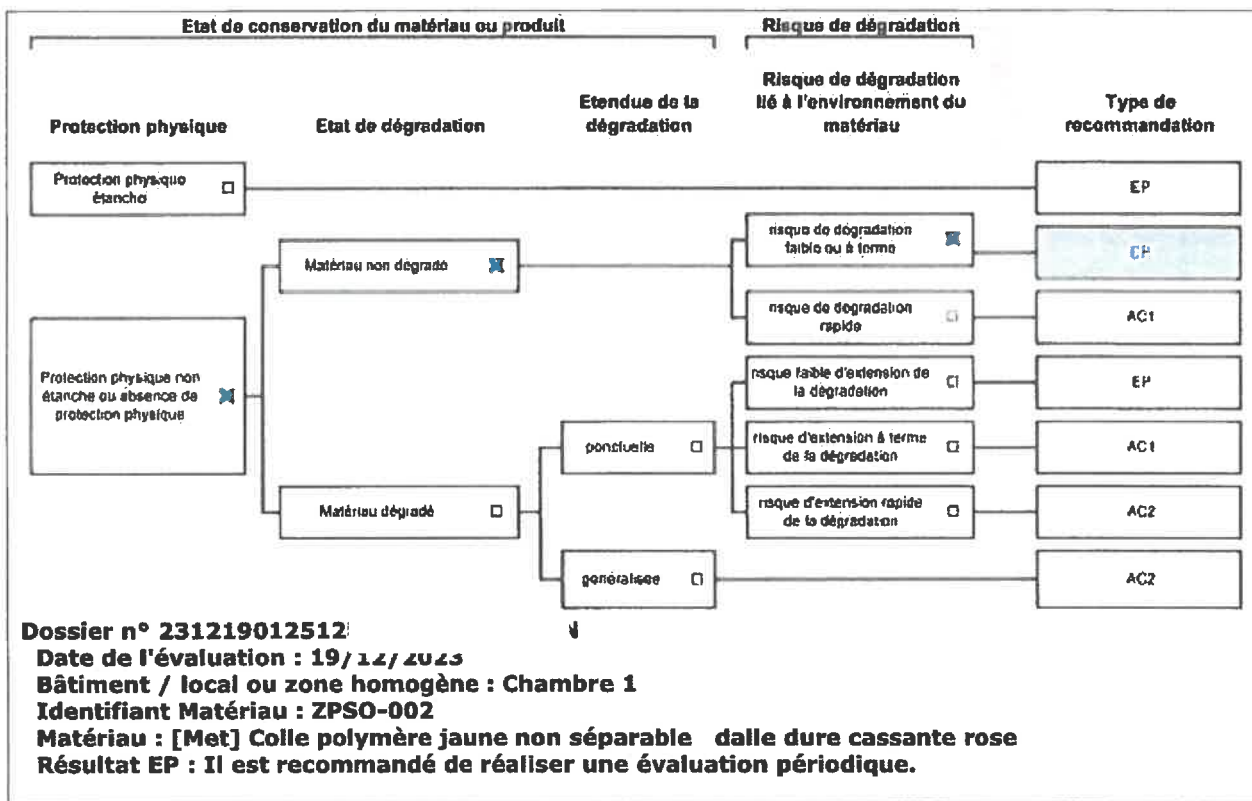 Etat de conservation du matériau ou produit
Risque de dégradation
Protection physique
Etat de dégradation
Etendue de la
dégradation
Risque de dégradation
lié à l'environnement du
matériau
Type de
recommandation
Protection physique
étanche
EP
risque de dégradation
faible ou à terme
EP
Matériau non dégradé
risque de dégradation
rapide
AC1
Protection physique non
étanche ou absence de
protection physique
risque faible d'extension de
la dégradation
EP
ponctuelle
risque d'extension à terme
de la dégradation
AC1
Matériau dégradé
risque d'extension rapide
de la dégradation
AC2
généralisée
AC2
Dossier n° 231219012512
Date de l'évaluation : 19/12/2023
Bâtiment / local ou zone homogène : Chambre 1
Identifiant Matériau : ZPSO-002
Matériau : [Met] Colle polymère jaune non séparable dalle dure cassante rose
Résultat EP : Il est recommandé de réaliser une évaluation périodique.